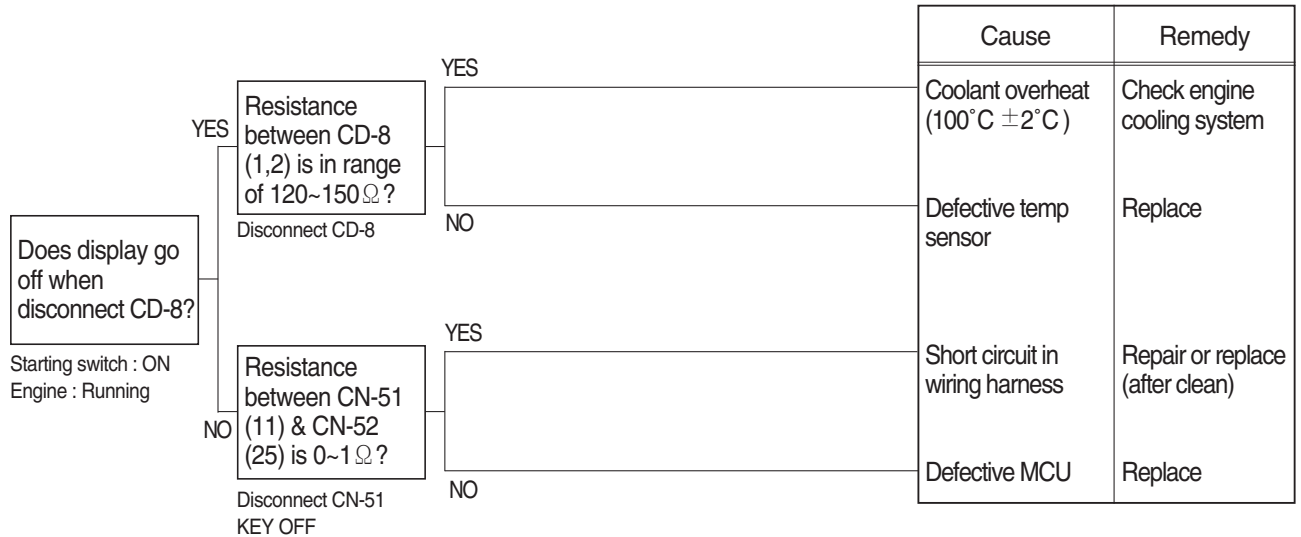 Does display go
off when
disconnect CD-8?
Starting switch : ON
Engine : Running
YES
Resistance
between CD-8
(1,2) is in range
of 120~150Ω?
Disconnect CD-8
NO
Resistance
between CN-51
(11) & CN-52
(25) is 0~1Ω?
Disconnect CN-51
KEY OFF
YES
NO
YES
NO
Cause Remedy
Coolant overheat Check engine
(100˚C ±2˚C) cooling system
Defective temp Replace
sensor
Short circuit in Repair or replace
wiring harness (after clean)
Defective MCU Replace